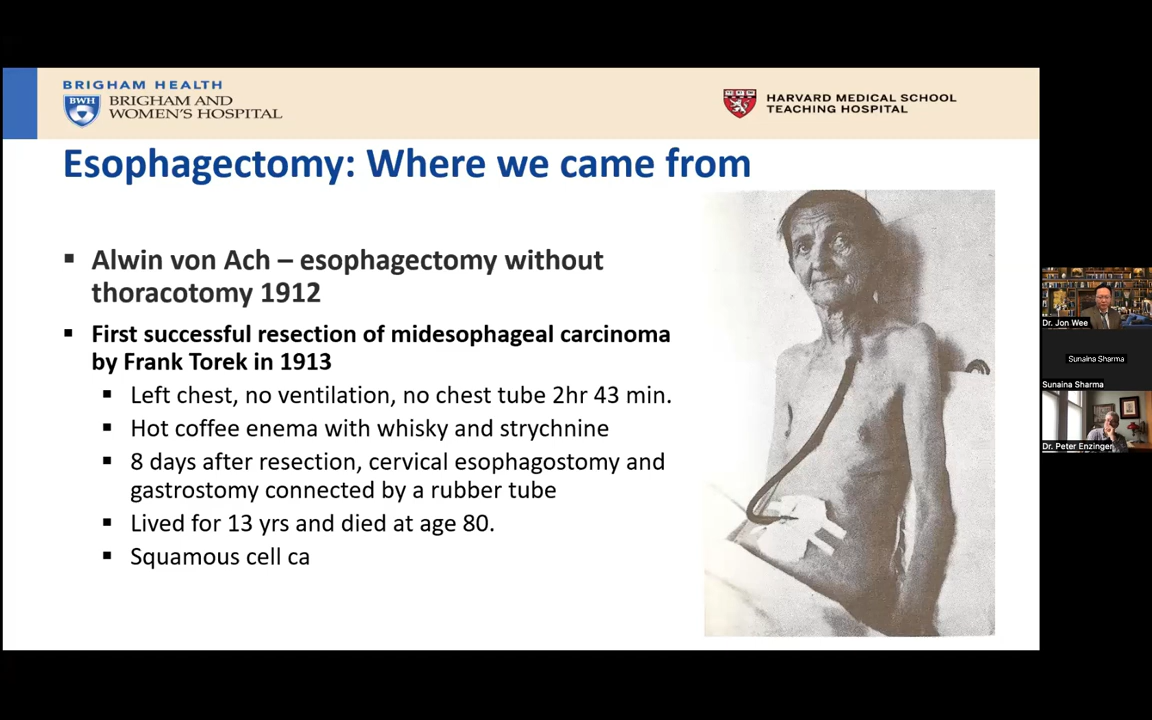 BRIGHAM HEALTH
BWH
BRIGHAM AND
WOMEN'S HOSPITAL
HARVARD MEDICAL SCHOOL
TEACHING HOSPITAL
Esophagectomy: Where we came from
▪ Alwin von Ach – esophagectomy without
thoracotomy 1912
▪ First successful resection of midesophageal carcinoma
by Frank Torek in 1913
▪ Left chest, no ventilation, no chest tube 2hr 43 min.
▪ Hot coffee enema with whisky and strychnine
▪ 8 days after resection, cervical esophagostomy and
gastrostomy connected by a rubber tube
▪ Lived for 13 yrs and died at age 80.
▪ Squamous cell ca
Dr. Jon Wee
Sunaina Sharma
Sunaina Sharma
Dr. Peter Enzinger